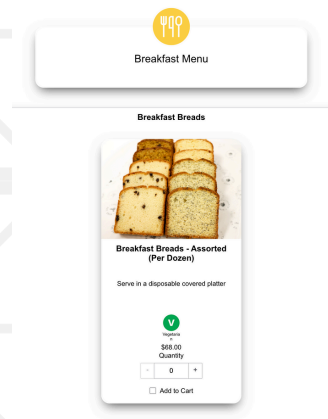 Breakfast Menu
Breakfast Breads
Breakfast Breads - Assorted
(Per Dozen)
Serve in a disposable covered platter
V
Vegetaria
n
$68.00
Quantity
- 0 +
Add to Cart